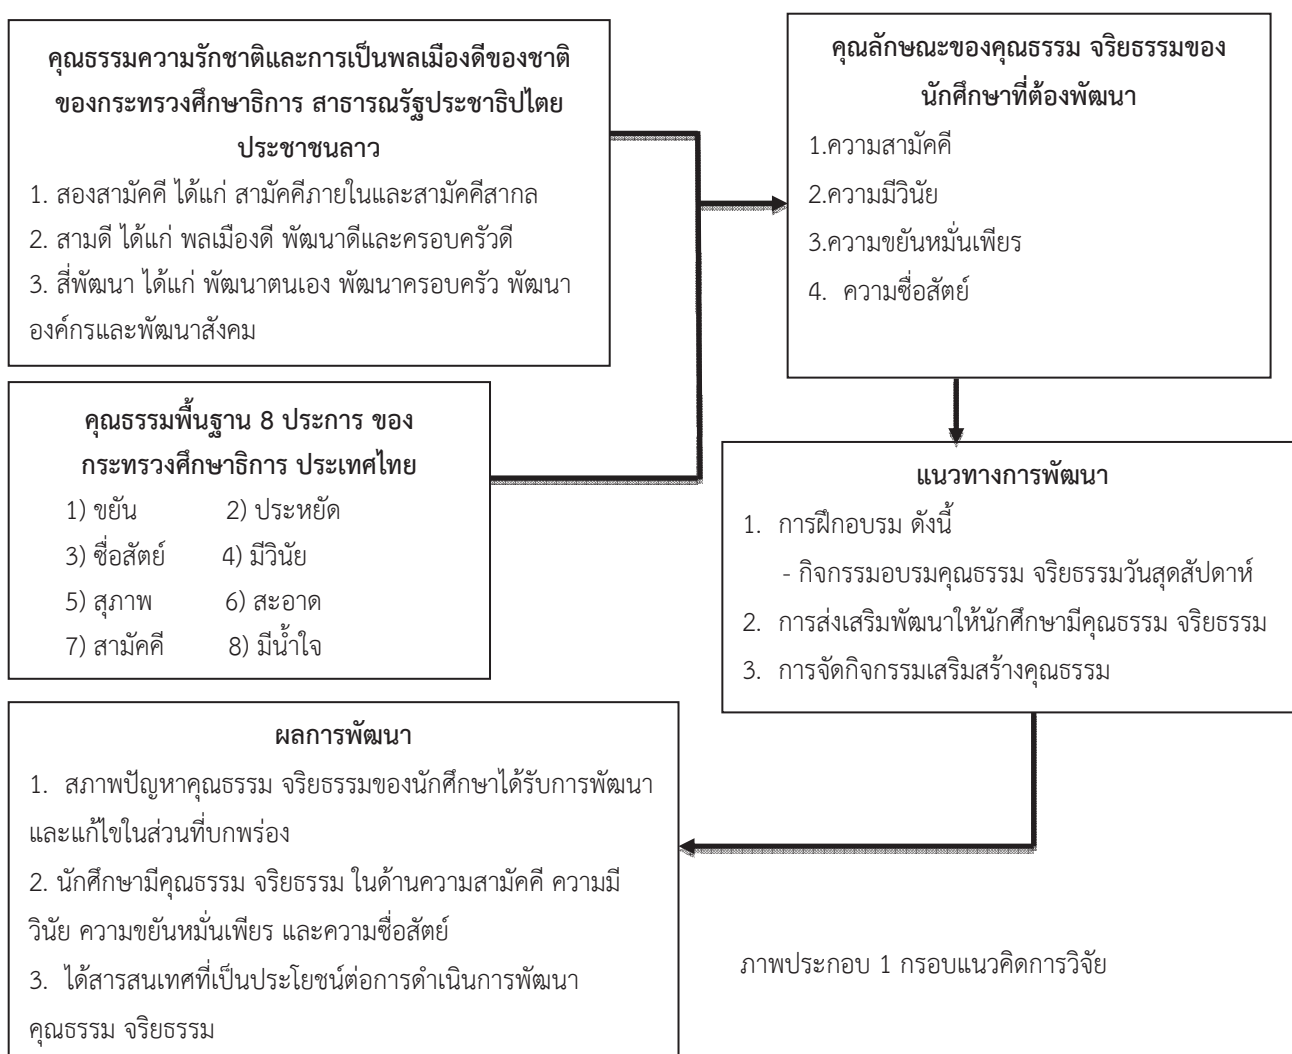 คุณธรรมความรักชาติและการเป็นพลเมืองดีของชาติ
ของกระทรวงศึกษาธิการ สาธารณรัฐประชาธิปไตย
ประชาชนลาว
1. สองสามัคคี ได้แก่ สามัคคีภายในและสามัคคีสากล
2. สามดี ได้แก่ พลเมืองดี พัฒนาดีและครอบครัวดี
3. สี่พัฒนา ได้แก่ พัฒนาตนเอง พัฒนาครอบครัว พัฒนา
องค์กรและพัฒนาสังคม
คุณธรรมพื้นฐาน 8 ประการ ของ
กระทรวงศึกษาธิการ ประเทศไทย
1) ขยัน 2) ประหยัด
3) ซื่อสัตย์ 4) มีวินัย
5) สุภาพ 6) สะอาด
7) สามัคคี 8) มีน้ำใจ
คุณลักษณะของคุณธรรม จริยธรรมของ
นักศึกษาที่ต้องพัฒนา
1.ความสามัคคี
2.ความมีวินัย
3.ความขยันหมั่นเพียร
4. ความซื่อสัตย์
แนวทางการพัฒนา
1. การฝึกอบรม ดังนี้
- กิจกรรมอบรมคุณธรรม จริยธรรมวันสุดสัปดาห์
2. การส่งเสริมพัฒนาให้นักศึกษามีคุณธรรม จริยธรรม
3. การจัดกิจกรรมเสริมสร้างคุณธรรม
ผลการพัฒนา
1. สภาพปัญหาคุณธรรม จริยธรรมของนักศึกษาได้รับการพัฒนา
และแก้ไขในส่วนที่บกพร่อง
2. นักศึกษามีคุณธรรม จริยธรรม ในด้านความสามัคคี ความมี
วินัย ความขยันหมั่นเพียร และความซื่อสัตย์
3. ได้สารสนเทศที่เป็นประโยชน์ต่อการดำเนินการพัฒนา
คุณธรรม จริยธรรม
ภาพประกอบ 1 กรอบแนวคิดการวิจัย